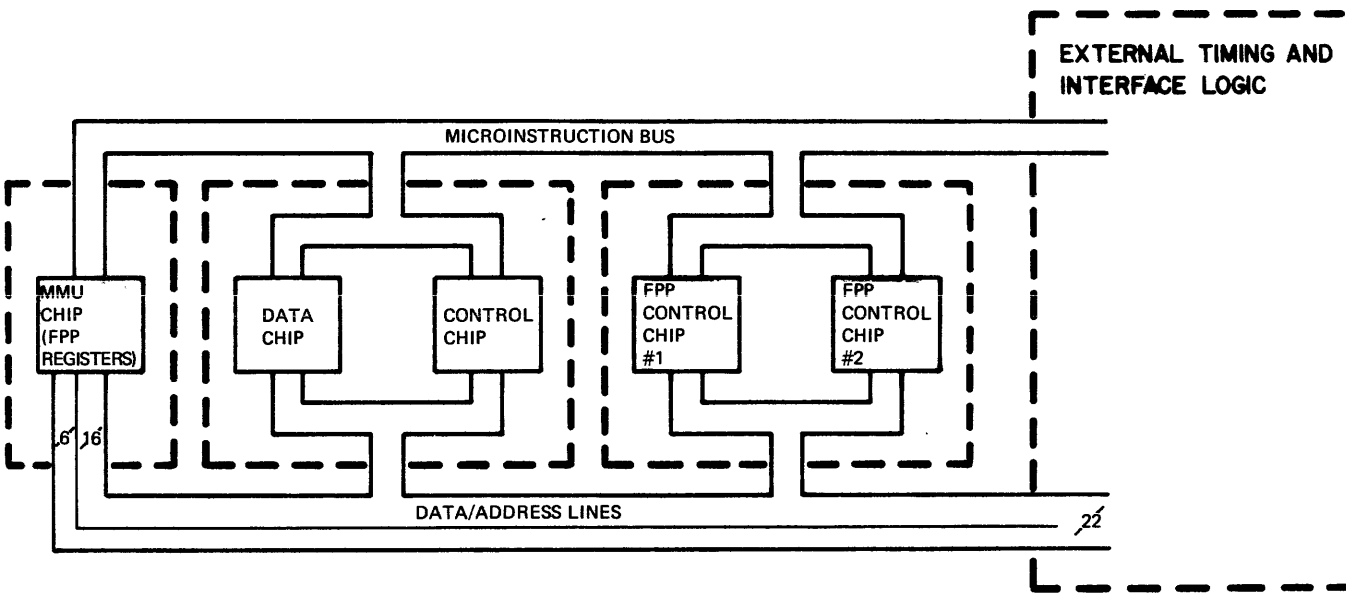 EXTERNAL TIMING AND
INTERFACE LOGIC
MICROINSTRUCTION BUS
MMU
CHIP
(FPP
REGISTERS)
DATA
CHIP
CONTROL
CHIP
FPP
CONTROL
CHIP
#1
FPP
CONTROL
CHIP
#2
6
16
DATA/ADDRESS LINES
22